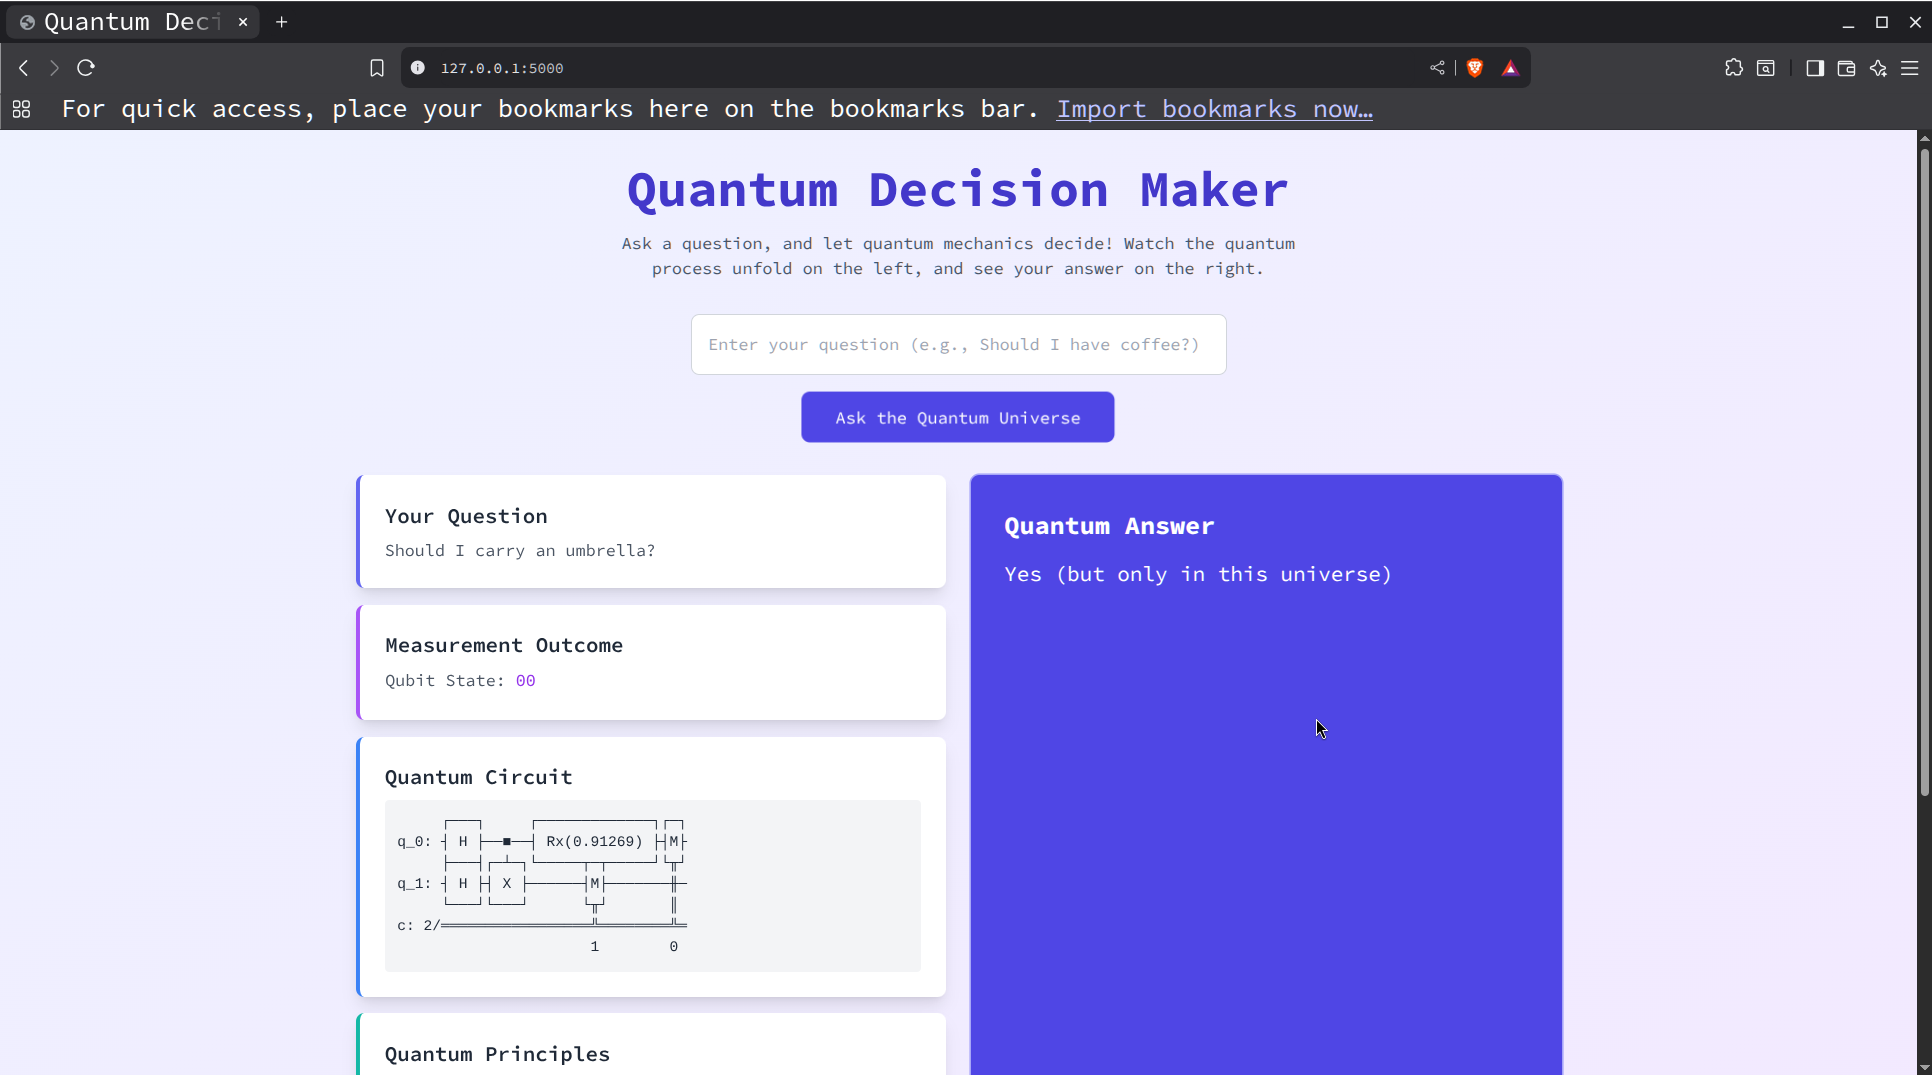 Quantum Deci
127.0.0.1:5000
For quick access, place your bookmarks here on the bookmarks bar. Import bookmarks now…
Quantum Decision Maker
Ask a question, and let quantum mechanics decide! Watch the quantum
process unfold on the left, and see your answer on the right.
Enter your question (e.g., Should I have coffee?)
Ask the Quantum Universe
Your Question
Should I carry an umbrella?
Measurement Outcome
Qubit State: 00
Quantum Circuit
q_0: ┤ H ├──■──┤ Rx(0.91269) ├┤M├
q_1: ┤ H ├┤ X ├──────┤M├───────╫─
c: 2/
1 0
Quantum Principles
Quantum Answer
Yes (but only in this universe)